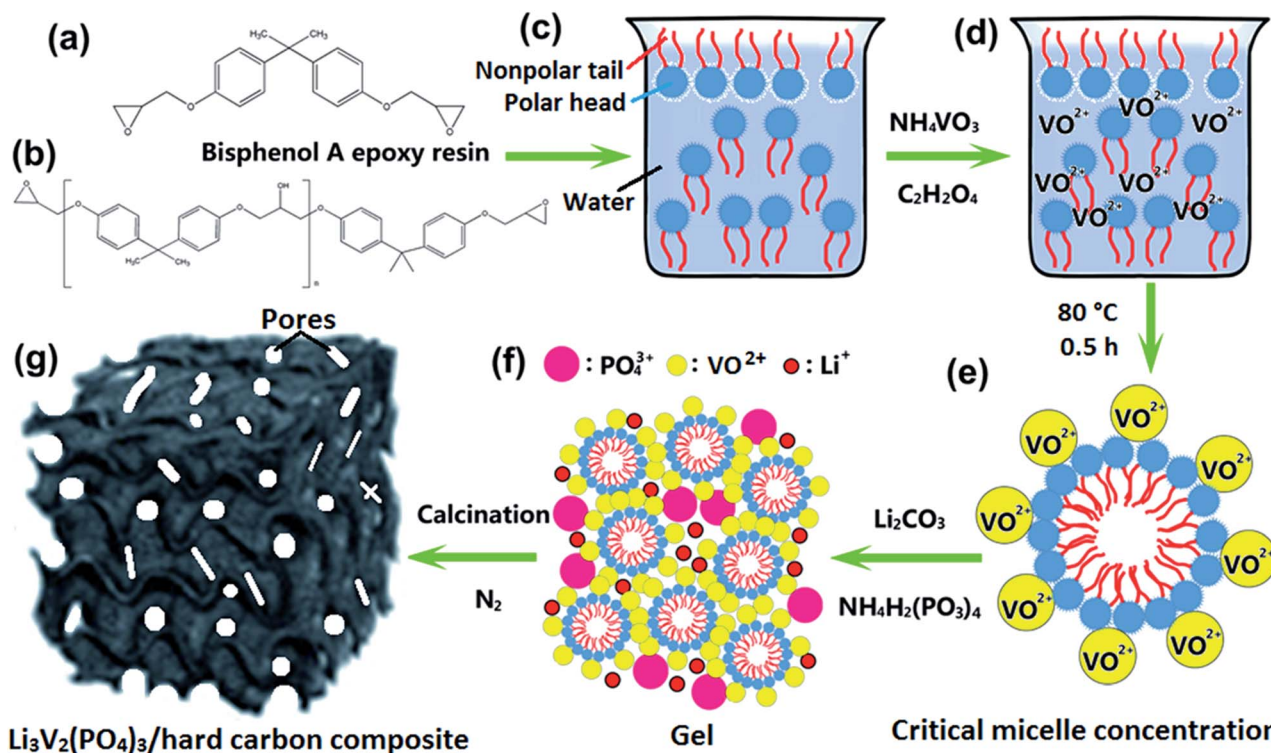 (a)
H₃C
CH₃
O
O
O
O
Bisphenol A epoxy resin
(b)
O
O
OH
O
O
O
O
CH₃
H₃C
n
(c)
Nonpolar tail
Polar head
Water
NH₄VO₃
C₂H₂O₄
(d)
VO²⁺
VO²⁺
VO²⁺
VO²⁺
VO²⁺
VO²⁺
VO²⁺
80 °C
0.5 h
(e)
VO²⁺
VO²⁺
VO²⁺
VO²⁺
VO²⁺
VO²⁺
VO²⁺
VO²⁺
Critical micelle concentration
Li₂CO₃
NH₄H₂(PO₃)₄
(f)
: PO₄³⁺ : VO²⁺ : Li⁺
Gel
Calcination
N₂
(g)
Pores
Li₃V₂(PO₄)₃/hard carbon composite